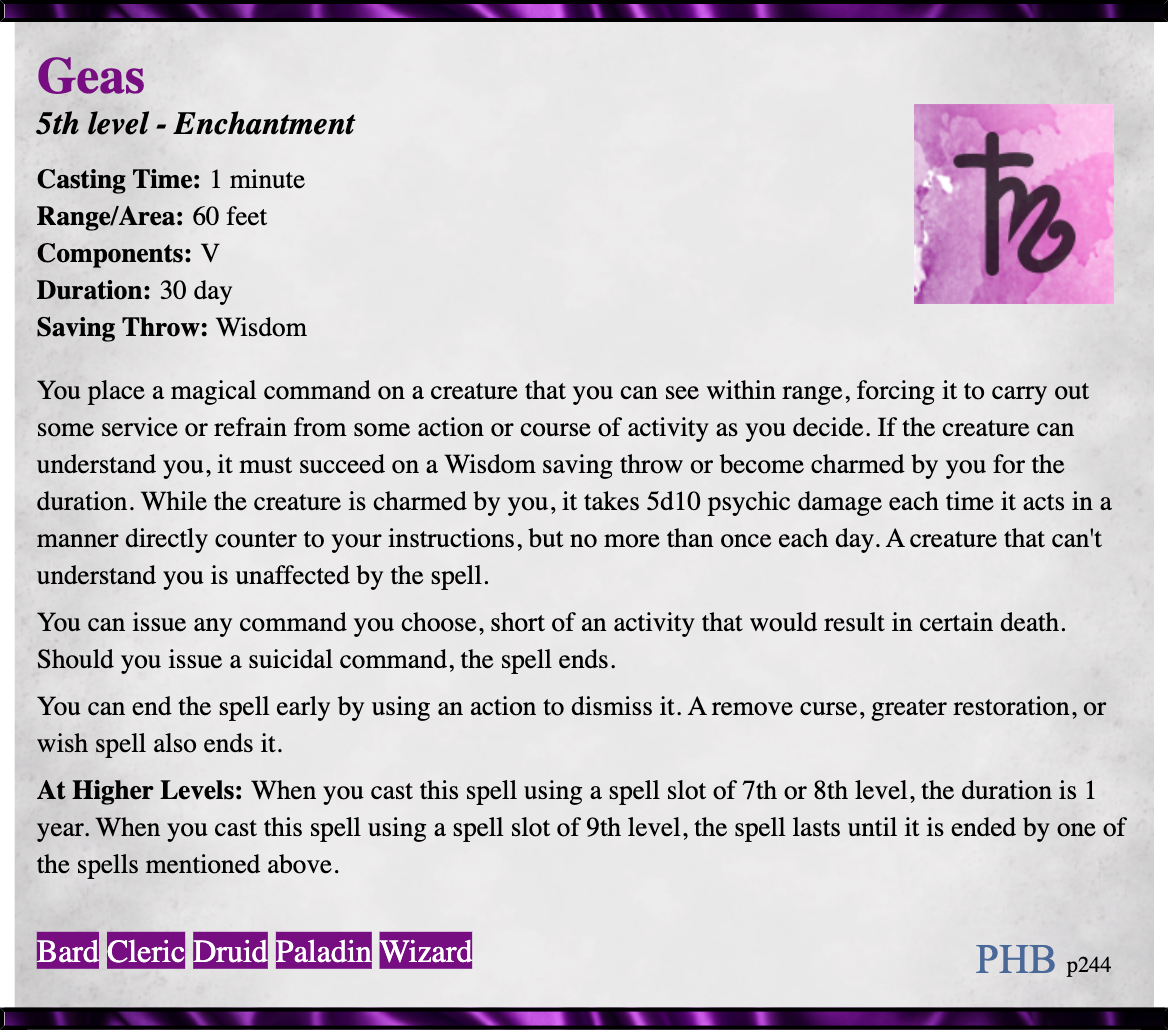 Geas
5th level - Enchantment
Casting Time: 1 minute
Range/Area: 60 feet
Components: V
Duration: 30 day
Saving Throw: Wisdom
You place a magical command on a creature that you can see within range, forcing it to carry out
some service or refrain from some action or course of activity as you decide. If the creature can
understand you, it must succeed on a Wisdom saving throw or become charmed by you for the
duration. While the creature is charmed by you, it takes 5d10 psychic damage each time it acts in a
manner directly counter to your instructions, but no more than once each day. A creature that can't
understand you is unaffected by the spell.
You can issue any command you choose, short of an activity that would result in certain death.
Should you issue a suicidal command, the spell ends.
You can end the spell early by using an action to dismiss it. A remove curse, greater restoration, or
wish spell also ends it.
At Higher Levels: When you cast this spell using a spell slot of 7th or 8th level, the duration is 1
year. When you cast this spell using a spell slot of 9th level, the spell lasts until it is ended by one of
the spells mentioned above.
Bard Cleric Druid Paladin Wizard
PHB p244